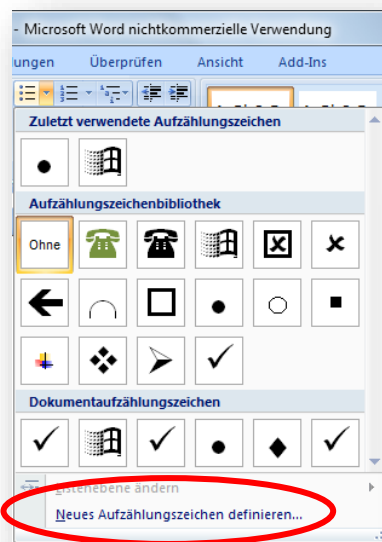 - Microsoft Word nichtkommerzielle Verwendung
ungen Überprüfen Ansicht Add-Ins
Zuletzt verwendete Aufzählungszeichen
Aufzählungszeichenbibliothek
Ohne
Dokumentaufzählungszeichen
Listenebene ändern
Neues Aufzählungszeichen definieren...